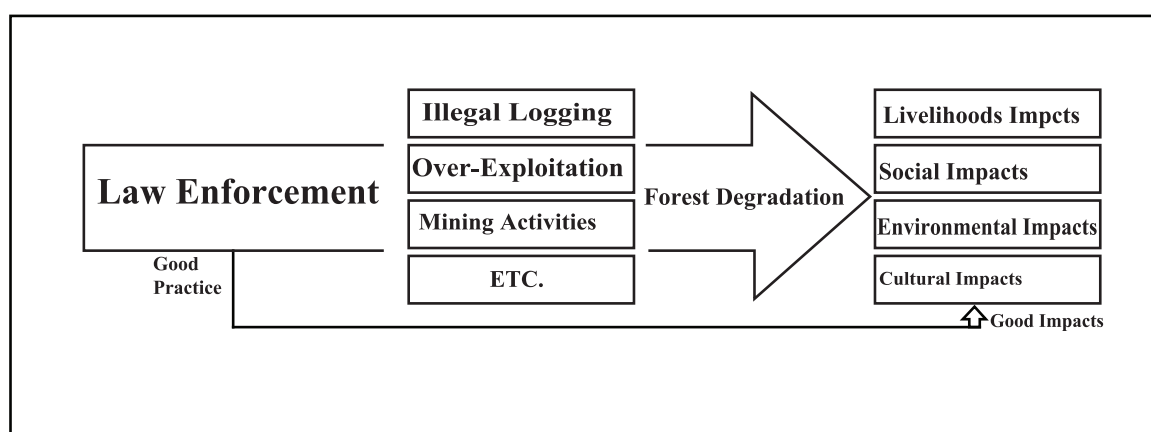 Law Enforcement
Good
Practice
Illegal Logging
Over-Exploitation
Mining Activities
ETC.
Forest Degradation
Livelihoods Impcts
Social Impacts
Environmental Impacts
Cultural Impacts
Good Impacts